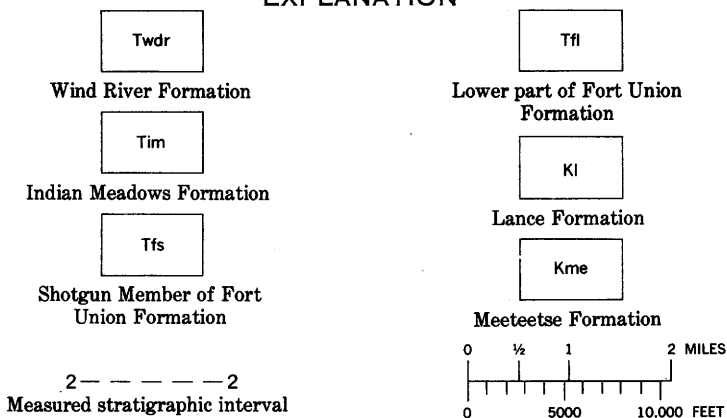 EXPLANATION
Twdr
Wind River Formation
Tim
Indian Meadows Formation
Tfs
Shotgun Member of Fort
Union Formation
2— — — — —2
Measured stratigraphic interval
Tfl
Lower part of Fort Union
Formation
Kl
Lance Formation
Kme
Meeteetse Formation
0 ½ 1 2 MILES
0 5000 10,000 FEET